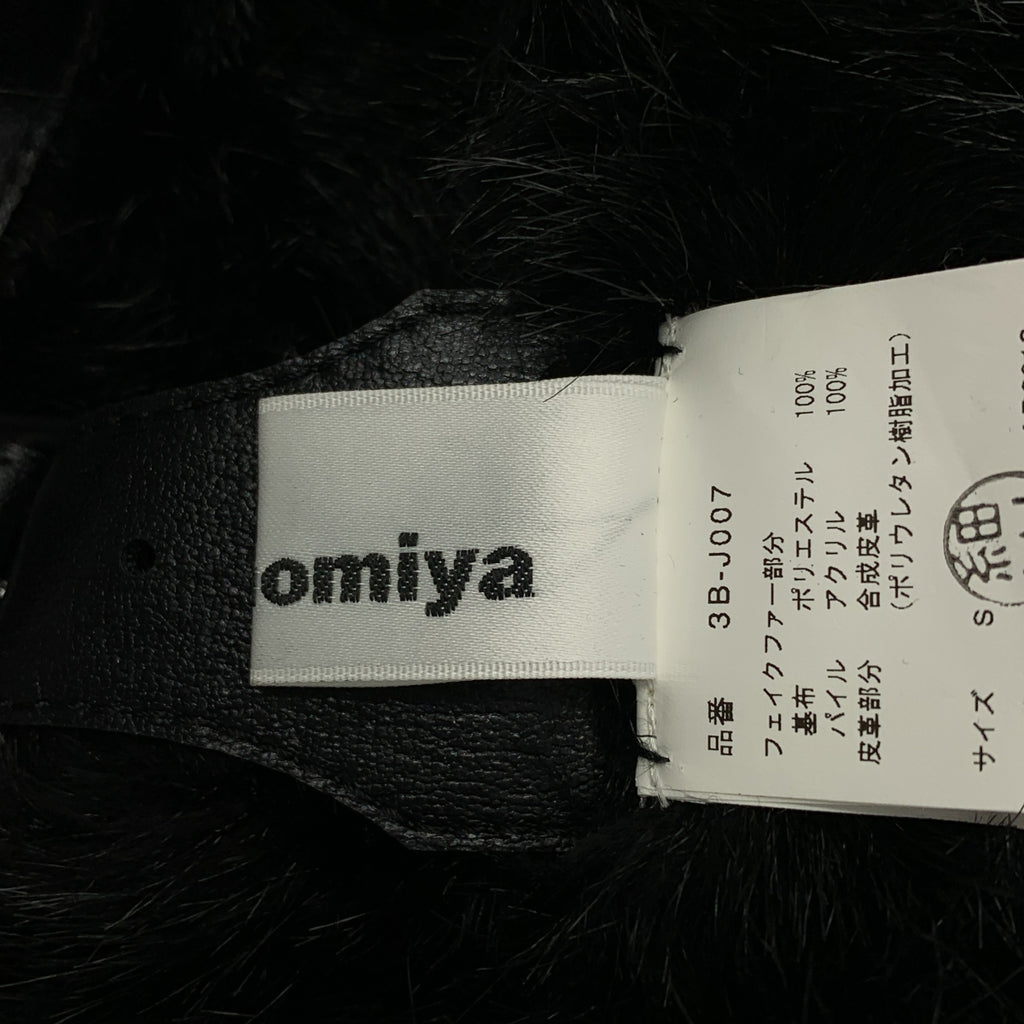 omiya
品番 3B-J007
フェイクファー部分
基布 ポリエステル 100%
パイル アクリル 100%
皮革部分 合成皮革
(ポリウレタン樹脂加工)
サイズ S
細